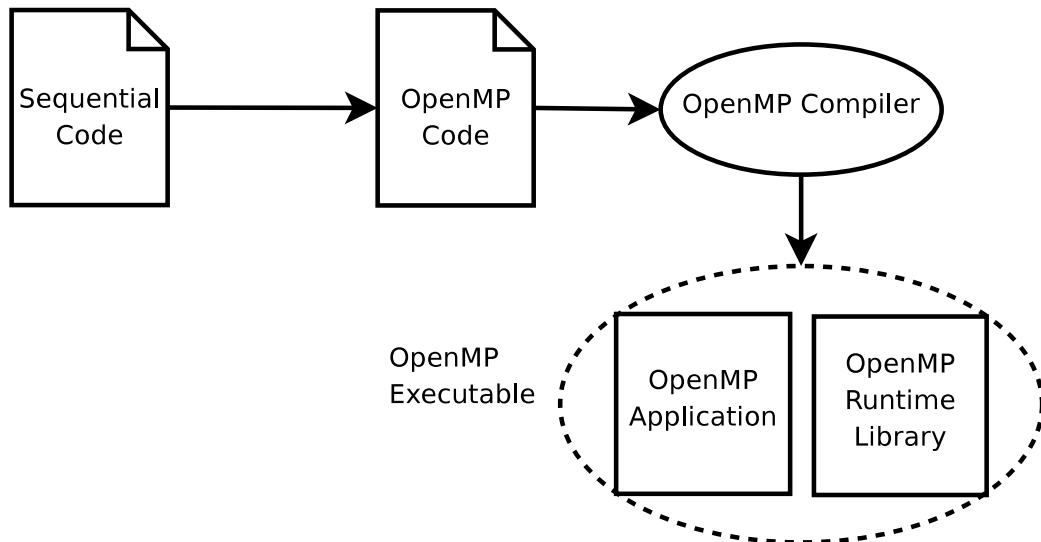 Sequential
Code
OpenMP
Code
OpenMP Compiler
OpenMP
Executable
OpenMP
Application
OpenMP
Runtime
Library